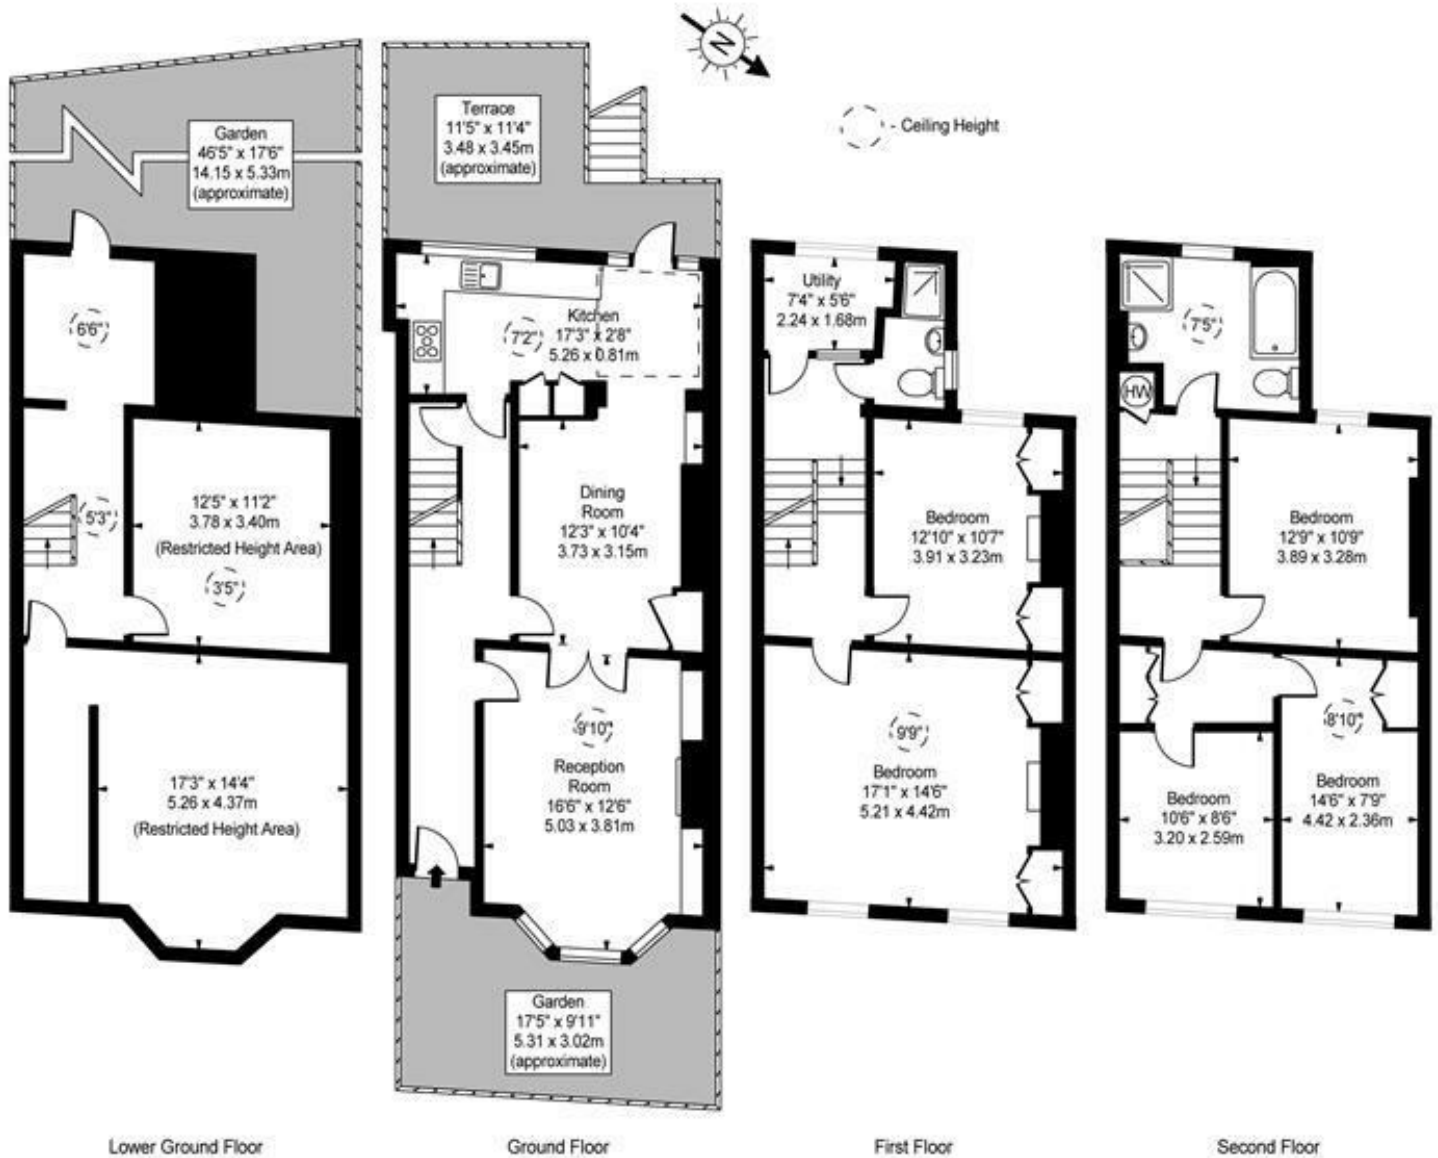 N
- Ceiling Height
Garden
46'5" x 17'6"
14.15 x 5.33m
(approximate)
6'6"
5'3"
12'5" x 11'2"
3.78 x 3.40m
(Restricted Height Area)
3'5"
17'3" x 14'4"
5.26 x 4.37m
(Restricted Height Area)
Lower Ground Floor
Terrace
11'5" x 11'4"
3.48 x 3.45m
(approximate)
7'2"
Kitchen
17'3" x 2'8"
5.26 x 0.81m
Dining
Room
12'3" x 10'4"
3.73 x 3.15m
9'10"
Reception
Room
16'6" x 12'6"
5.03 x 3.81m
Garden
17'5" x 9'11"
5.31 x 3.02m
(approximate)
Ground Floor
Utility
7'4" x 5'6"
2.24 x 1.68m
Bedroom
12'10" x 10'7"
3.91 x 3.23m
9'9"
Bedroom
17'1" x 14'6"
5.21 x 4.42m
First Floor
7'5"
HW
Bedroom
12'9" x 10'9"
3.89 x 3.28m
8'10"
Bedroom
14'6" x 7'9"
4.42 x 2.36m
Bedroom
10'6" x 8'6"
3.20 x 2.59m
Second Floor